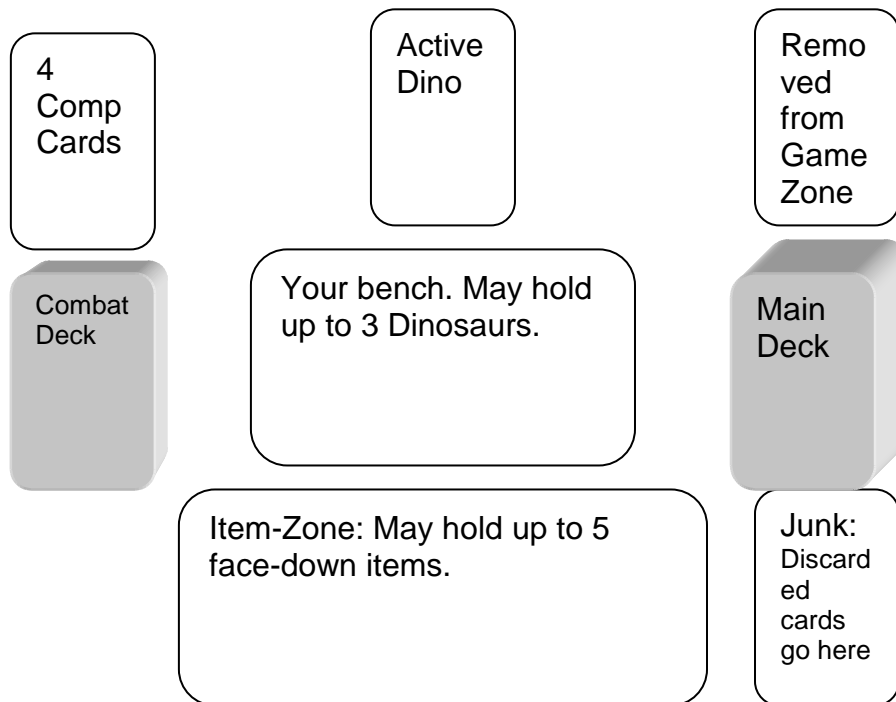 4
Comp
Cards
Active
Dino
Remo
ved
from
Game
Zone
Combat
Deck
Your bench. May hold
up to 3 Dinosaurs.
Main
Deck
Item-Zone: May hold up to 5
face-down items.
Junk:
Discard
ed
cards
go here